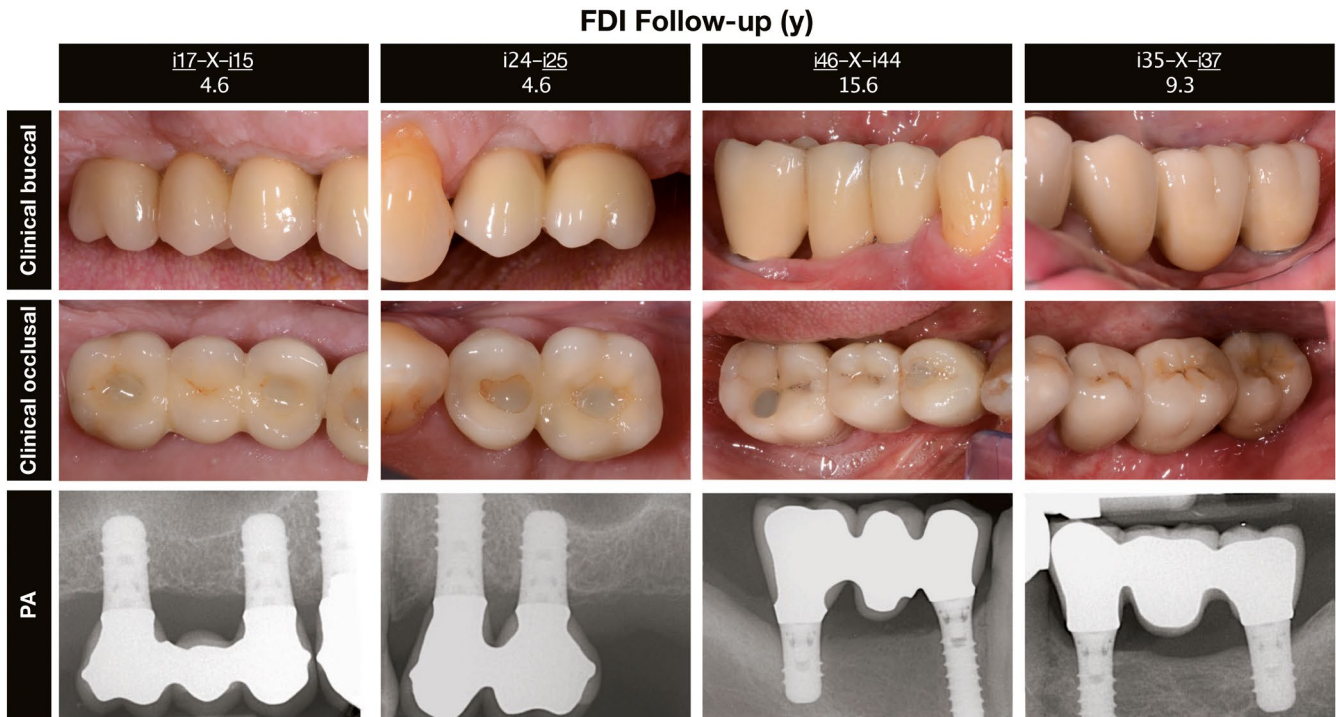 FDI Follow-up (y)
i17–X–i15
4.6
i24–i25
4.6
i46–X–i44
15.6
i35–X–i37
9.3
Clinical buccal
Clinical occlusal
PA